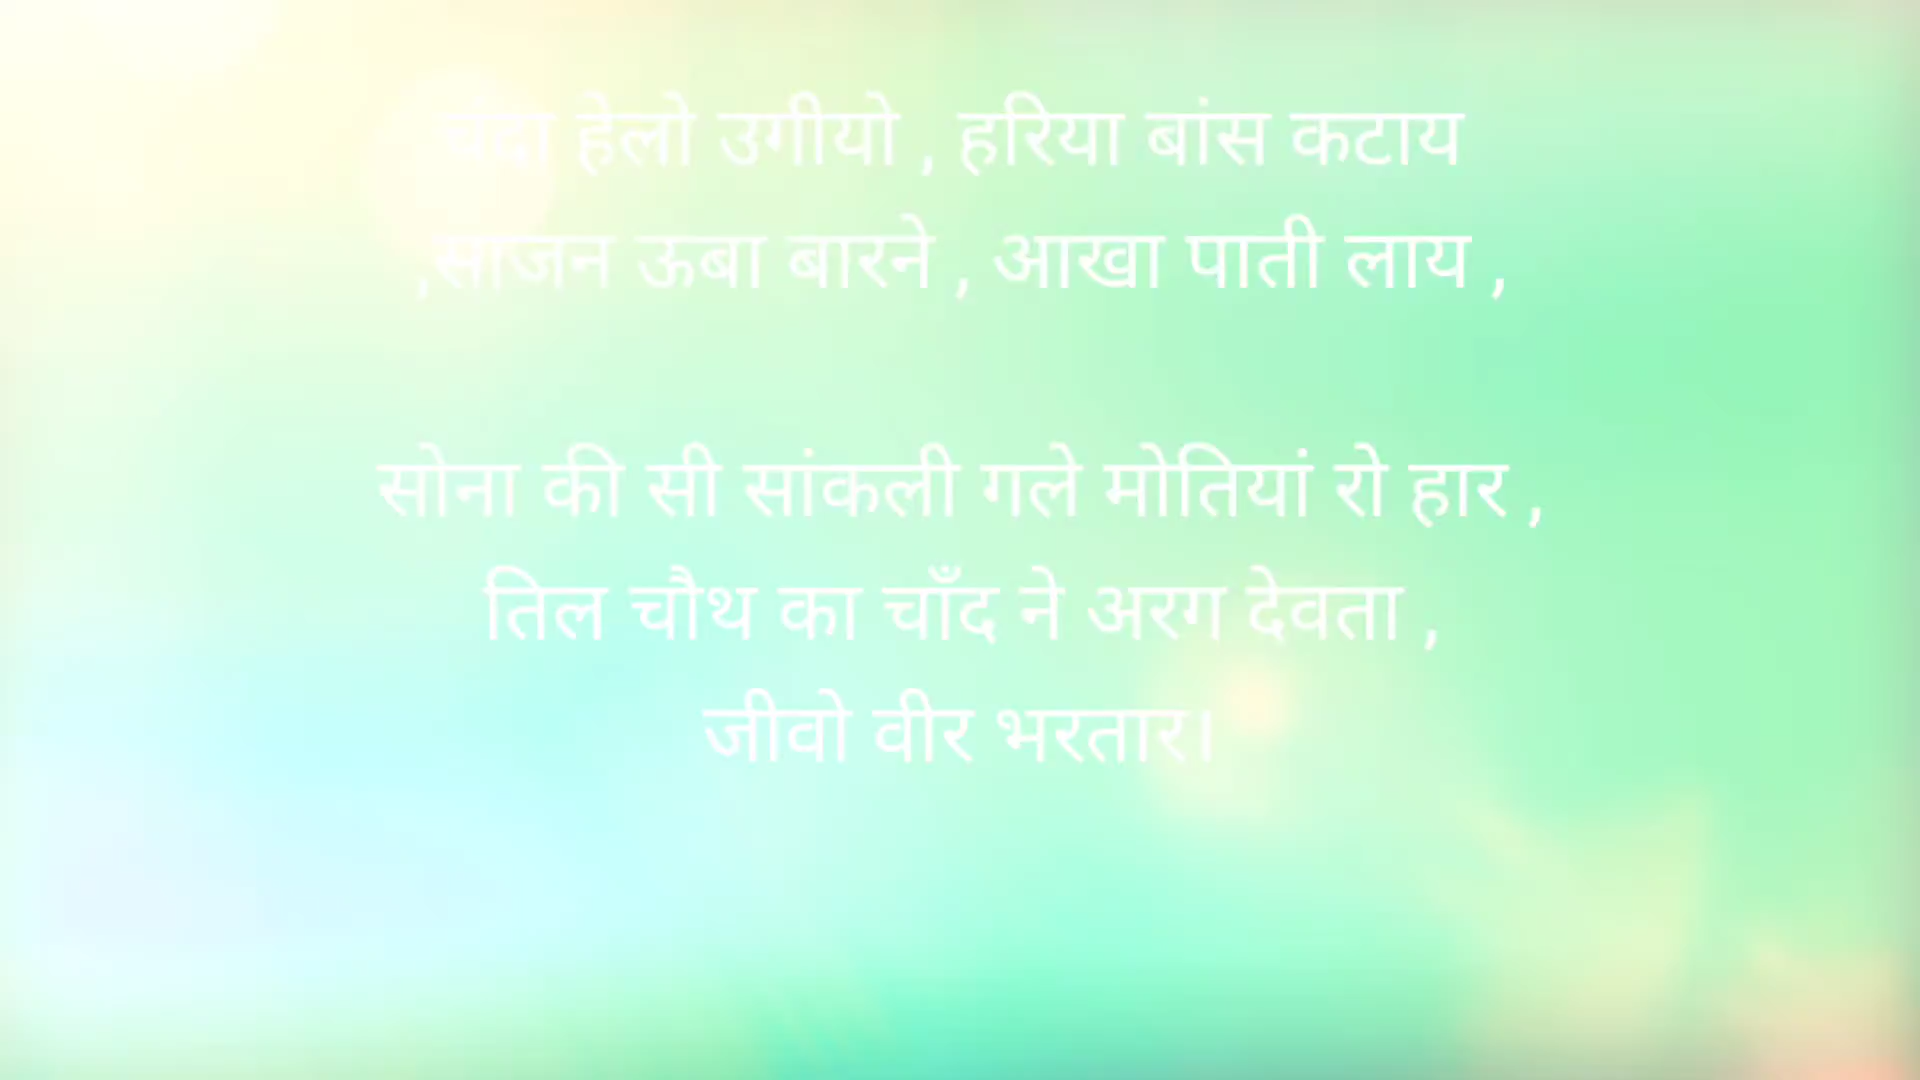 चंदा हेलो उगीयो , हरिया बांस कटाय
,साजन ऊबा बारने , आखा पाती लाय ,
सोना की सी सांकली गले मोतियां रो हार ,
तिल चौथ का चाँद ने अरग देवता ,
जीवो वीर भरतार।